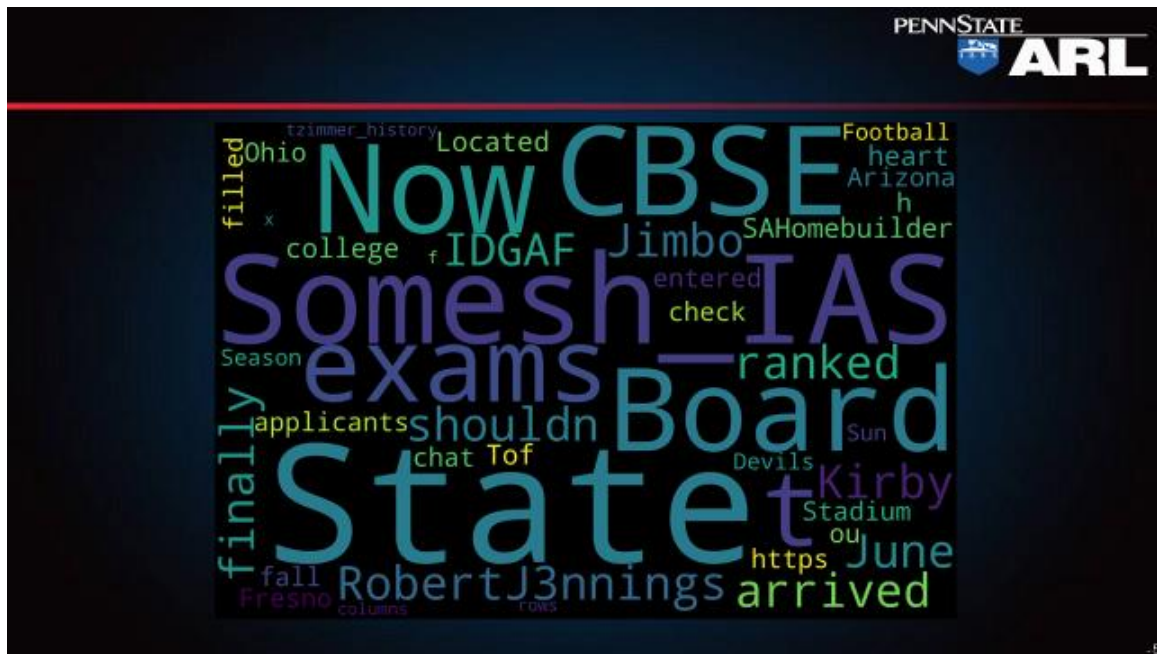 PENNSTATE
ARL
tzimmer_history
Located
CBSE
Football
filled
Ohio
Now
heart
Arizona
h
x
college
f
IDGAF
Jimbo
SAHomebuilder
Somesh_IAS
entered
check
Season
exams
ranked
finally
applicants
shouldn
Board
Sun
chat
Tof
Devils
State
t
Kirby
Stadium
ou
https
June
fall
RobertJ3nnings
arrived
Fresno
columns
rows